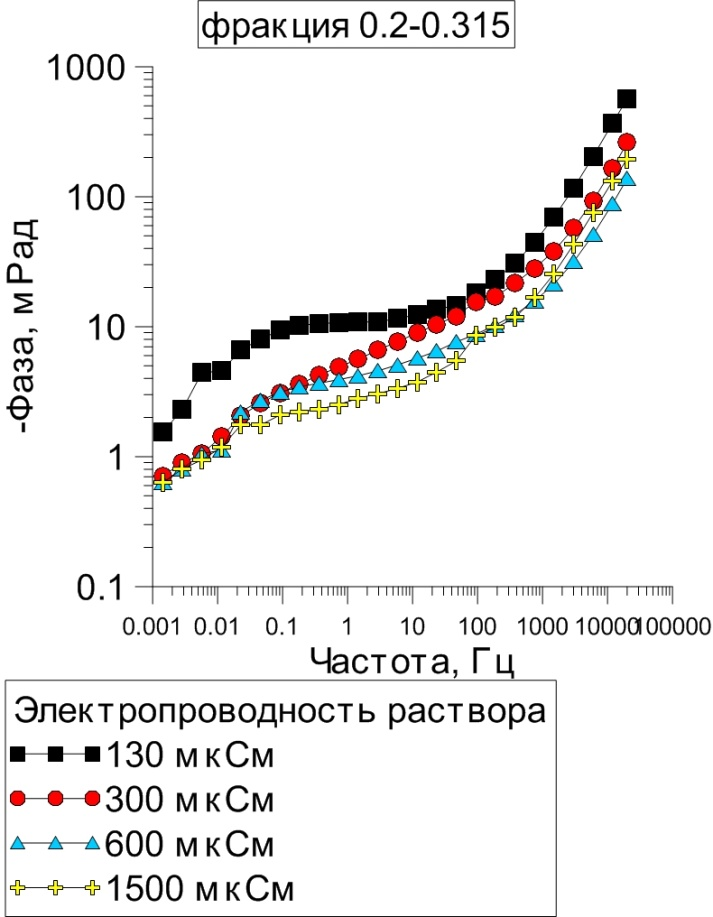 фракция 0.2-0.315
1000
100
10
1
0.1
-Фаза, мРад
0.001 0.01 0.1 1 10 100 1000 10000 100000
Частота, Гц
Электропроводность раствора
130 мкСм
300 мкСм
600 мкСм
1500 мкСм